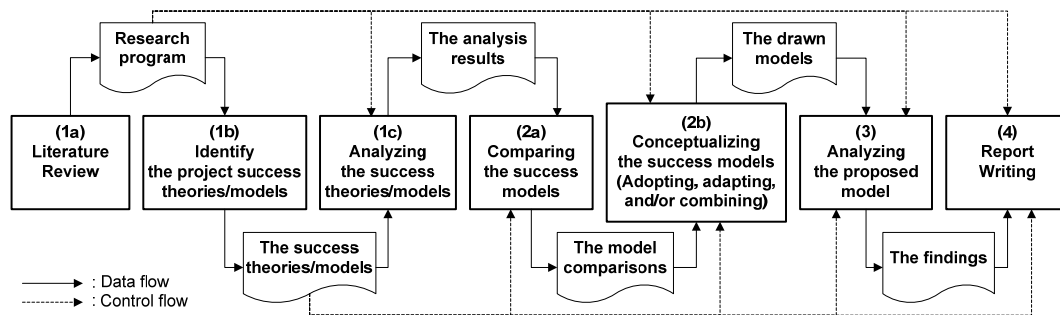 Research
program
The analysis
results
The drawn
models
(1a)
Literature
Review
(1b)
Identify
the project success
theories/models
(1c)
Analyzing
the success
theories/models
(2a)
Comparing
the success
models
(2b)
Conceptualizing
the success models
(Adopting, adapting,
and/or combining)
(3)
Analyzing
the proposed
model
(4)
Report
Writing
The success
theories/models
The model
comparisons
The findings
: Data flow
: Control flow